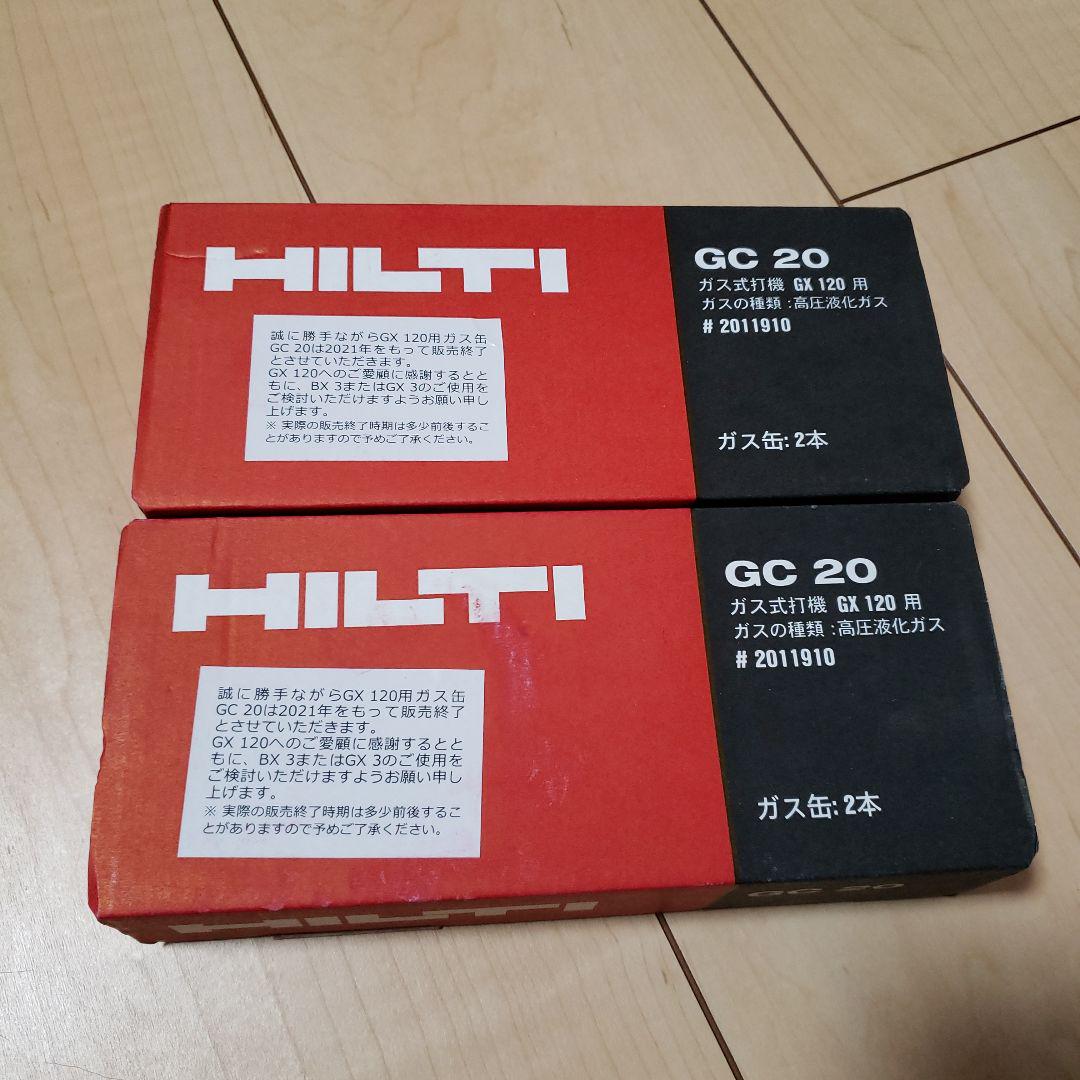 HILTI
誠に勝手ながらGX 120用ガス缶
GC 20は2021年をもって販売終了
とさせていただきます。
GX 120へのご愛顧に感謝するとと
もに、BX 3またはGX 3のご使用を
ご検討いただけますようお願い申し
上げます。
※ 実際の販売終了時期は多少前後するこ
とがありますので予めご了承ください。
GC 20
ガス式打機 GX 120 用
ガスの種類:高圧液化ガス
# 2011910
ガス缶:2本
HILTI
誠に勝手ながらGX 120用ガス缶
GC 20は2021年をもって販売終了
とさせていただきます。
GX 120へのご愛顧に感謝するとと
もに、BX 3またはGX 3のご使用を
ご検討いただけますようお願い申し
上げます。
※ 実際の販売終了時期は多少前後するこ
とがありますので予めご了承ください。
GC 20
ガス式打機 GX 120 用
ガスの種類:高圧液化ガス
# 2011910
ガス缶:2本
HILTI
GC 20